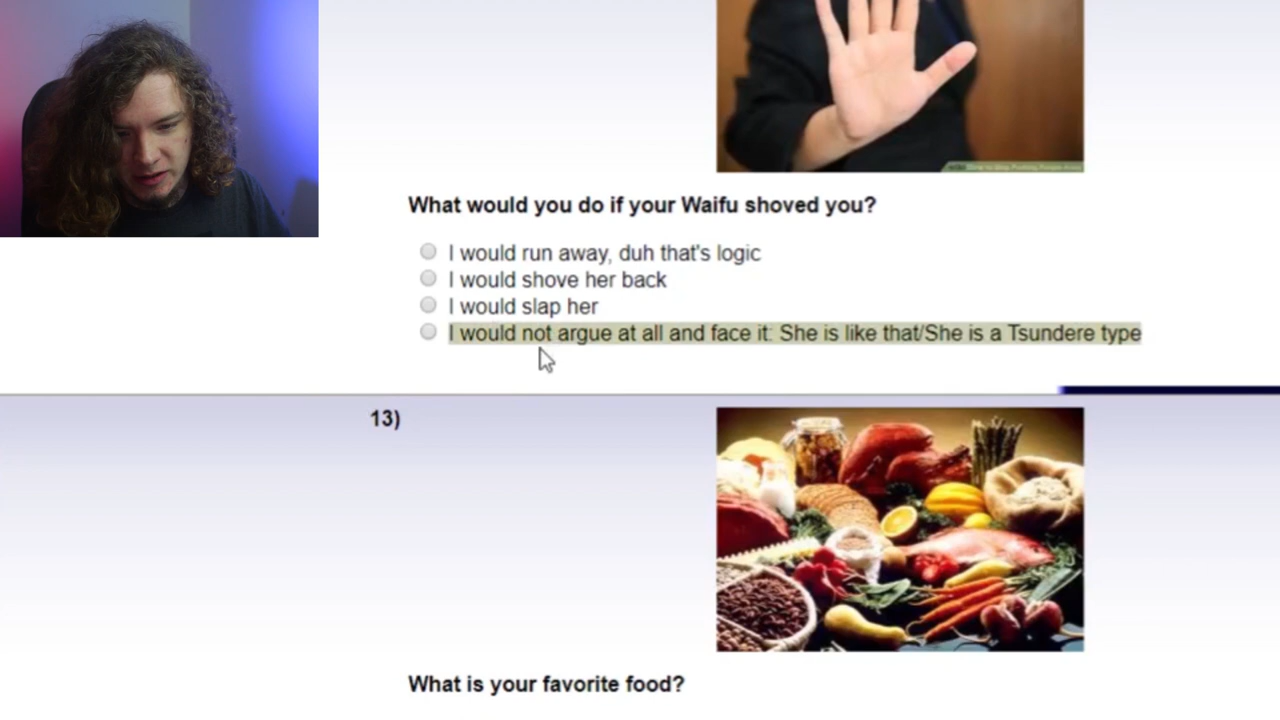 What would you do if your Waifu shoved you?
I would run away, duh that's logic
I would shove her back
I would slap her
I would not argue at all and face it: She is like that/She is a Tsundere type
13)
What is your favorite food?